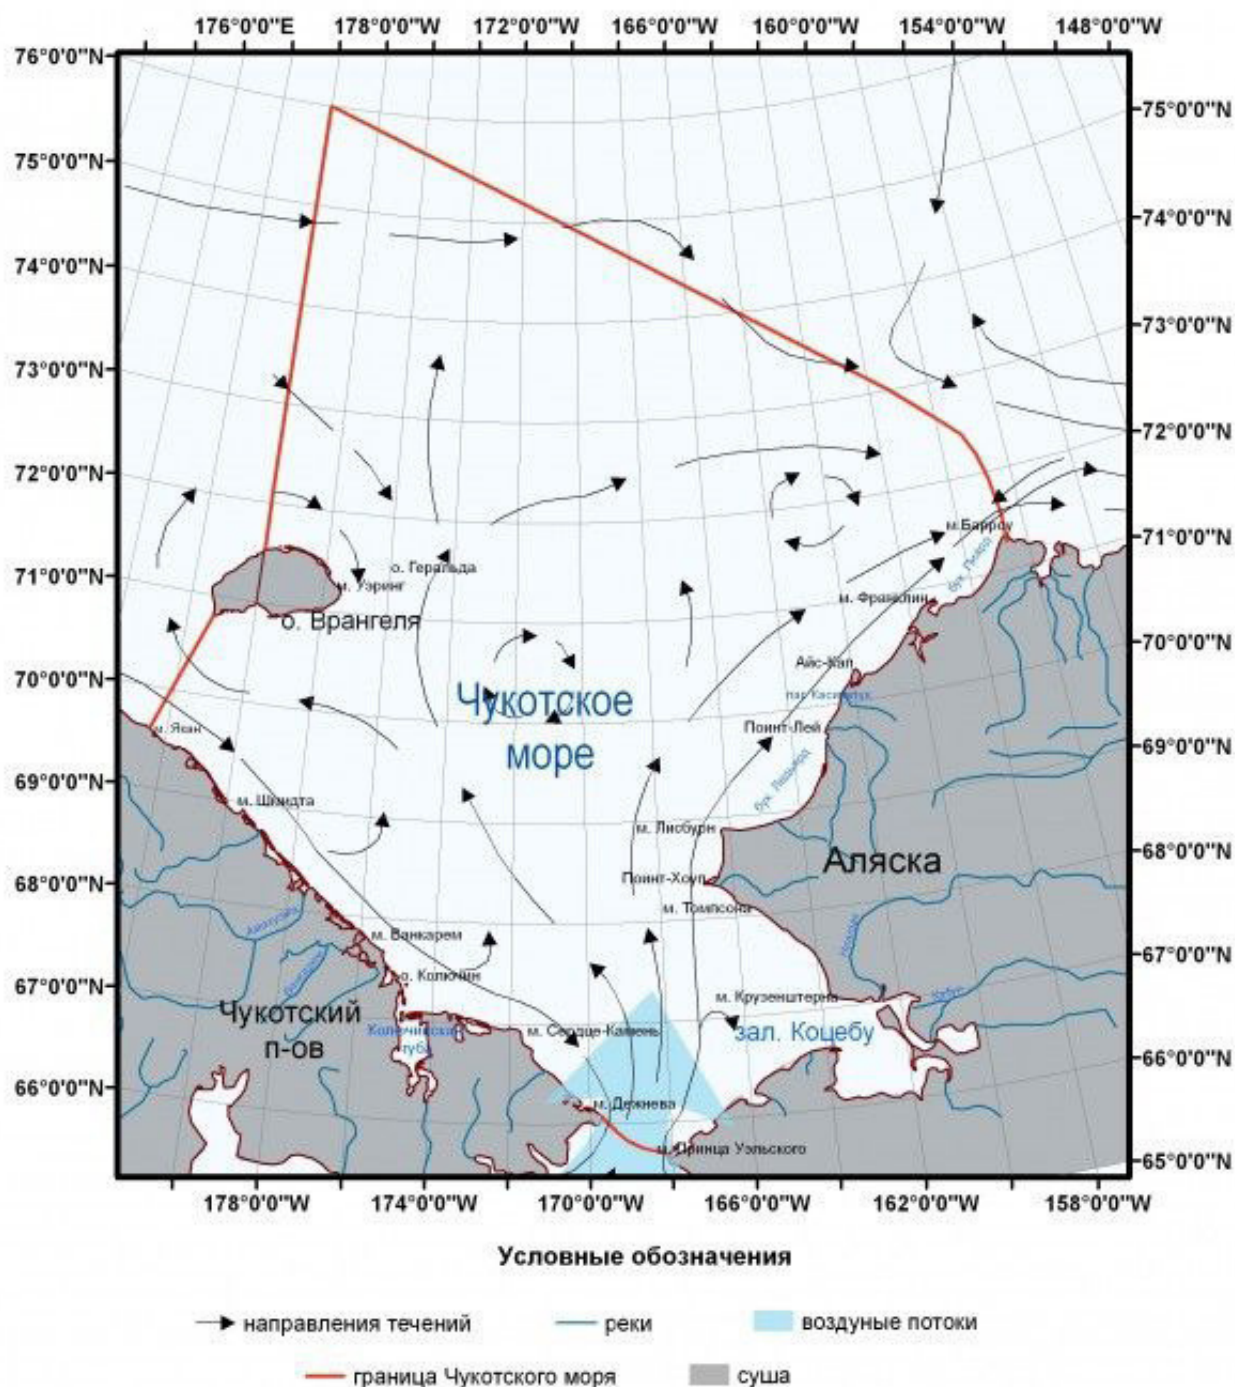 176°0'0"E 178°0'0"W 172°0'0"W 166°0'0"W 160°0'0"W 154°0'0"W 148°0'0"W
76°0'0"N
75°0'0"N
75°0'0"N
74°0'0"N
74°0'0"N
73°0'0"N
73°0'0"N
72°0'0"N
72°0'0"N
м.Барроу
71°0'0"N
бух. Пиард
о. Геральда
71°0'0"N
м. Уэринг
м. Франклин
о. Врангеля
70°0'0"N
Айс-Кап
70°0'0"N
Чукотское
море
м. Якан
Поинт-Лей
69°0'0"N
69°0'0"N
м. Шмидта
м. Лисбурн
68°0'0"N
Аляска
Поинт-Хоуп
68°0'0"N
м. Томпсона
м. Ванкарем
67°0'0"N
о. Колючин
67°0'0"N
м. Крузенштерна
Чукотский
п-ов
Колючинская
губа
м. Сердце-Камень
зал. Коцебу
66°0'0"N
66°0'0"N
м. Дежнева
м. Принца Уэльского
65°0'0"N
178°0'0"W 174°0'0"W 170°0'0"W 166°0'0"W 162°0'0"W 158°0'0"W
Условные обозначения
направления течений
реки
воздуные потоки
граница Чукотского моря
суша